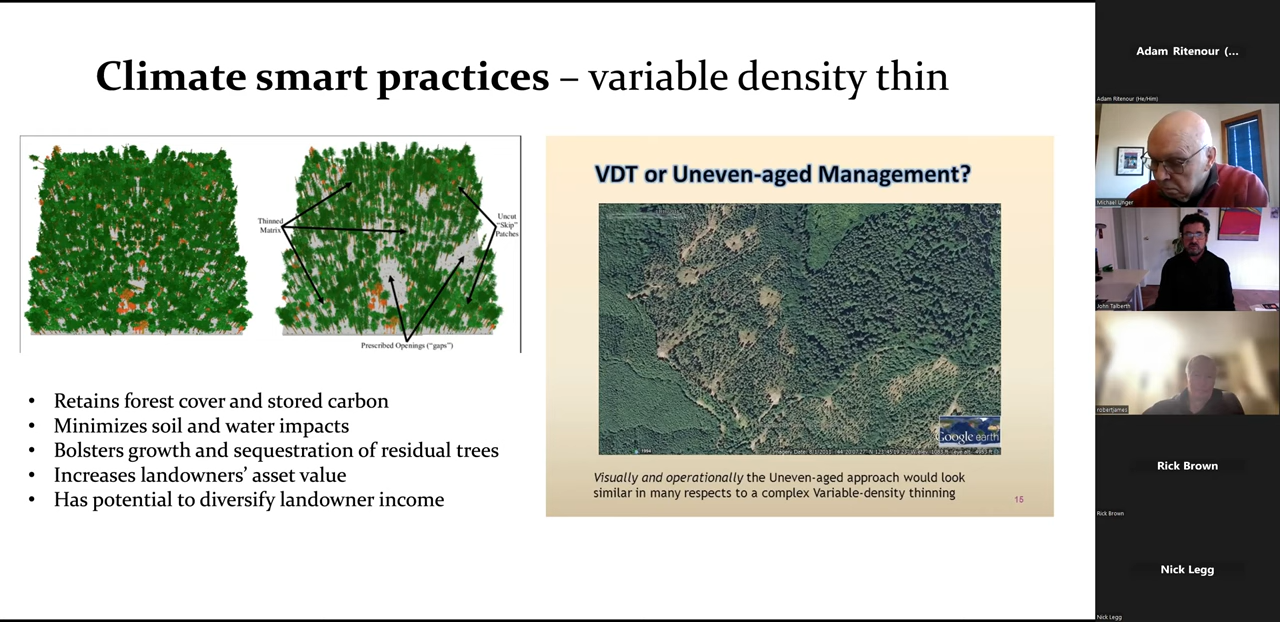 Climate smart practices – variable density thin
Thinned
Matrix
Uncut
"Skip"
Patches
Prescribed Openings ("gaps")
• Retains forest cover and stored carbon
• Minimizes soil and water impacts
• Bolsters growth and sequestration of residual trees
• Increases landowners’ asset value
• Has potential to diversify landowner income
VDT or Uneven-aged Management?
1994
Google earth
Visually and operationally the Uneven-aged approach would look
similar in many respects to a complex Variable-density thinning
15
Adam Ritenour (...
Adam Ritenour (He/Him)
Michael Unger
John Talberth
robertjames
Rick Brown
Rick Brown
Nick Legg
Nick Legg